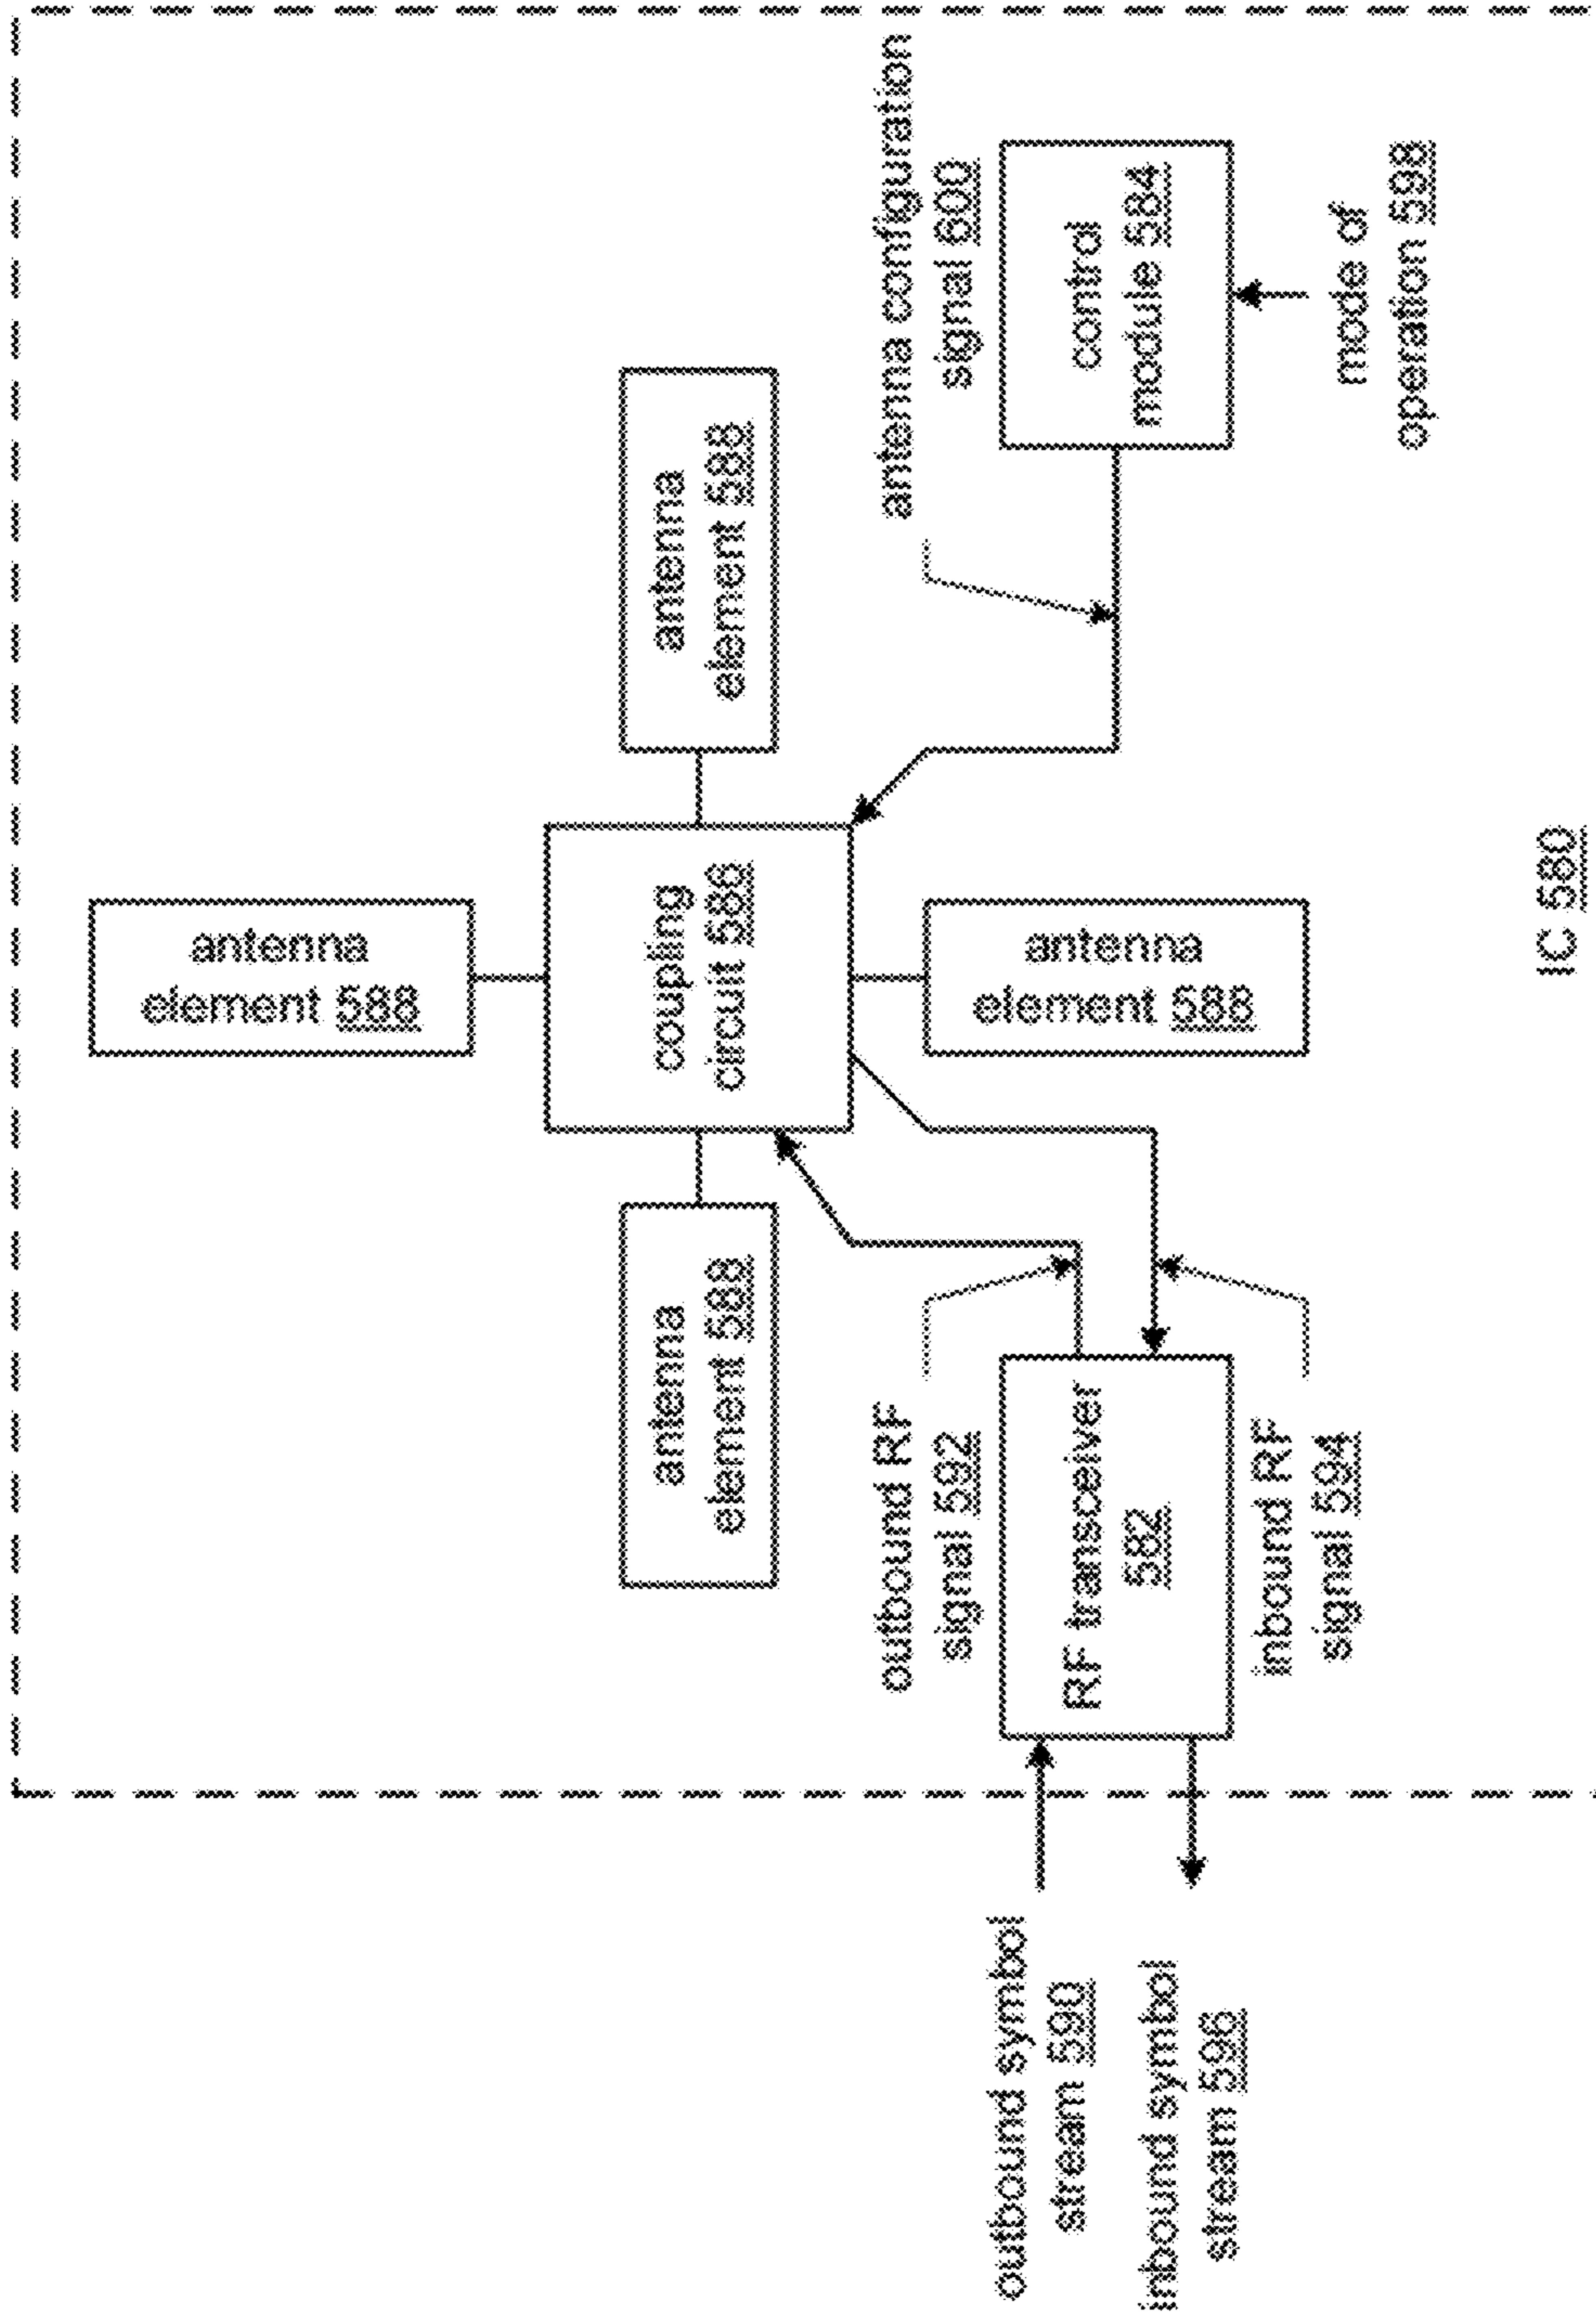 antenna
element 588
antenna
element 588
coupling
circuit 586
antenna
element 588
antenna
element 588
outbound RF
signal 592
antenna configuration
signal 600
outbound symbol
stream 590
inbound symbol
stream 596
RF transceiver
582
control
module 584
inbound RF
signal 594
mode of
operation 598
IC 580